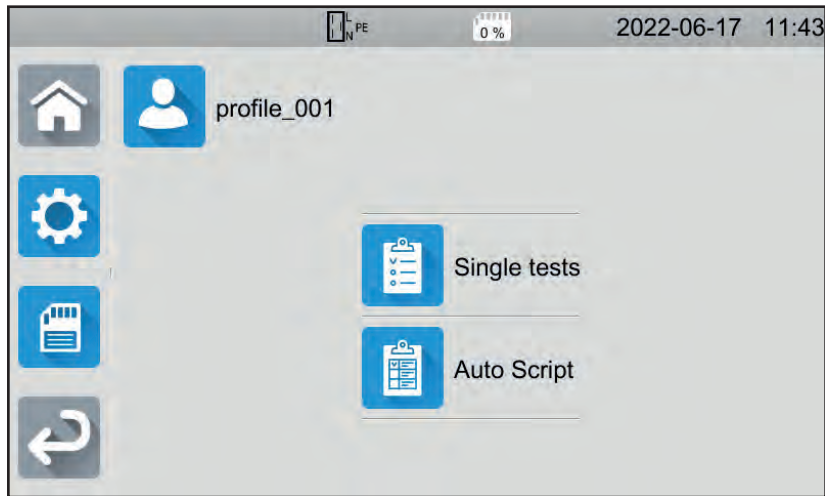 L
N PE
0 %
2022-06-17 11:43
profile_001
Single tests
Auto Script